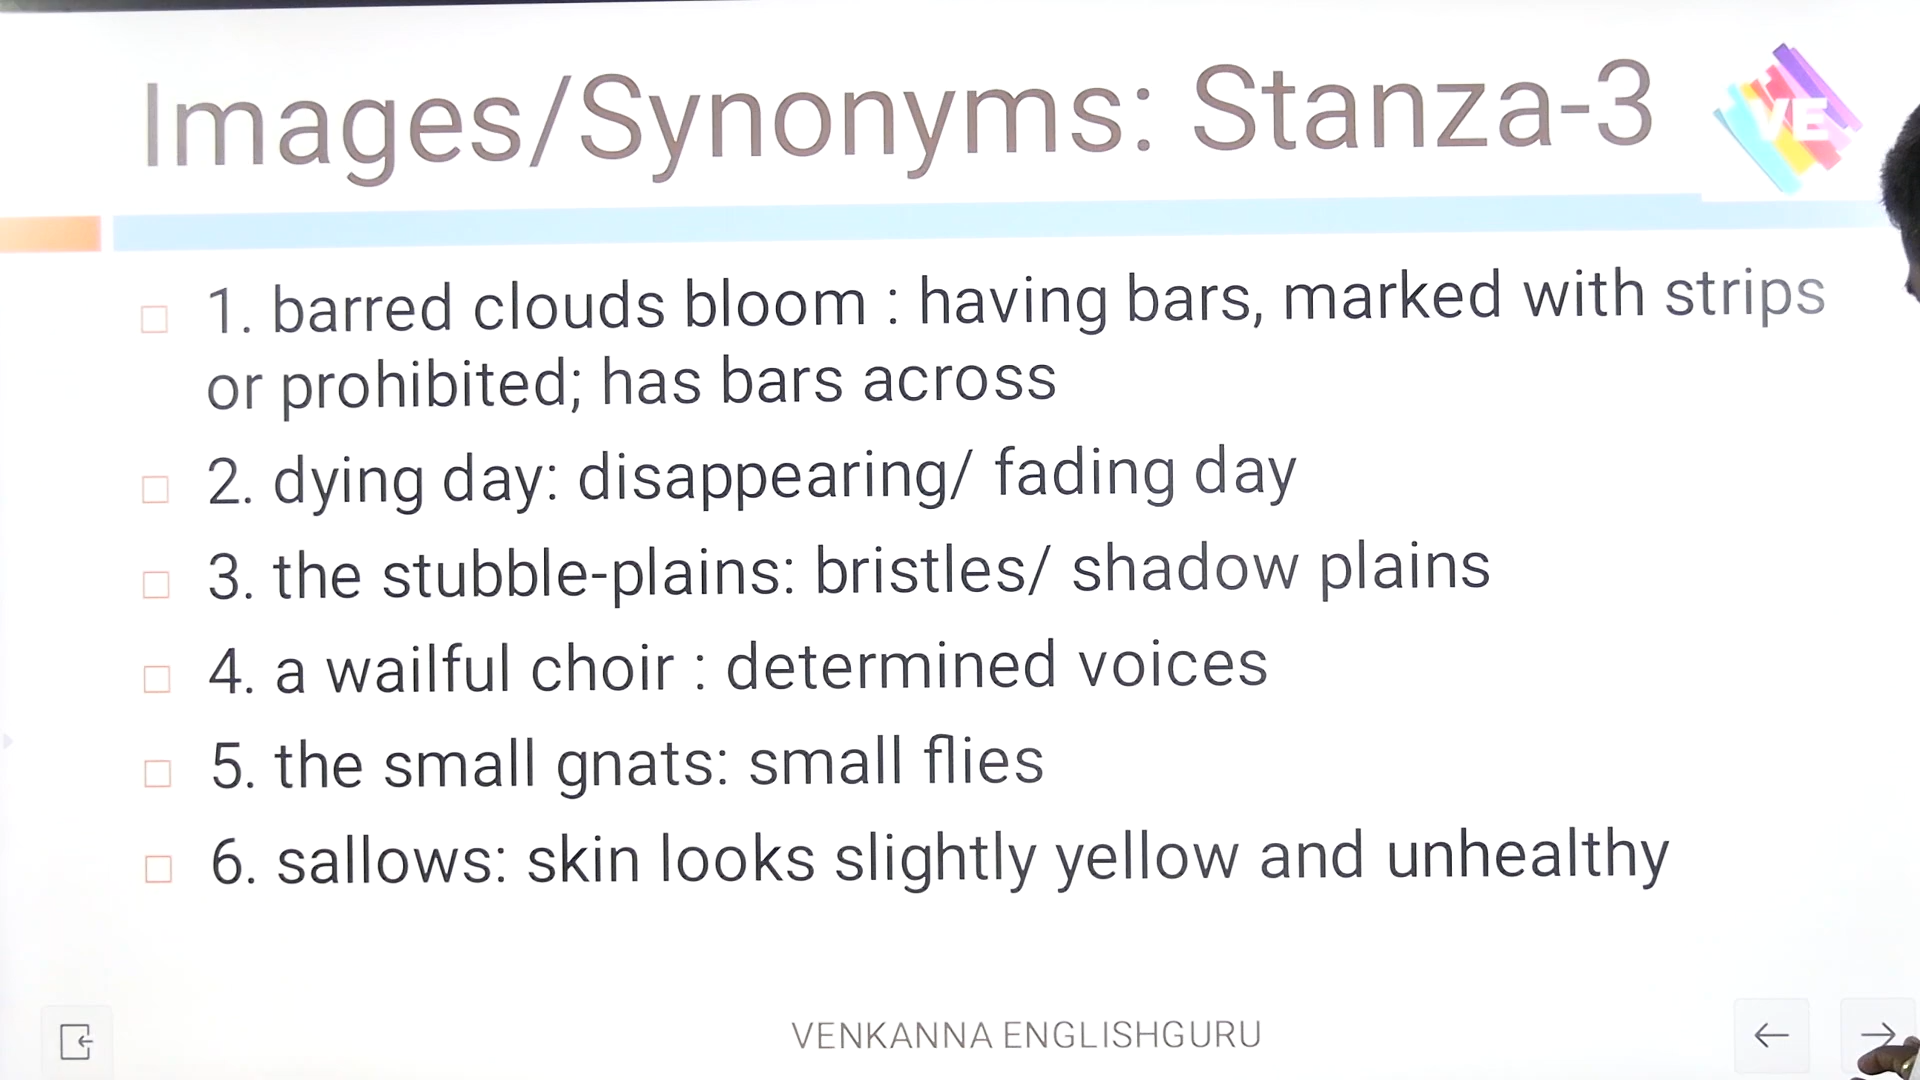 Images/Synonyms: Stanza-3
VE
1. barred clouds bloom : having bars, marked with strips
or prohibited; has bars across
2. dying day: disappearing/ fading day
3. the stubble-plains: bristles/ shadow plains
4. a wailful choir : determined voices
5. the small gnats: small flies
6. sallows: skin looks slightly yellow and unhealthy
VENKANNA ENGLISHGURU